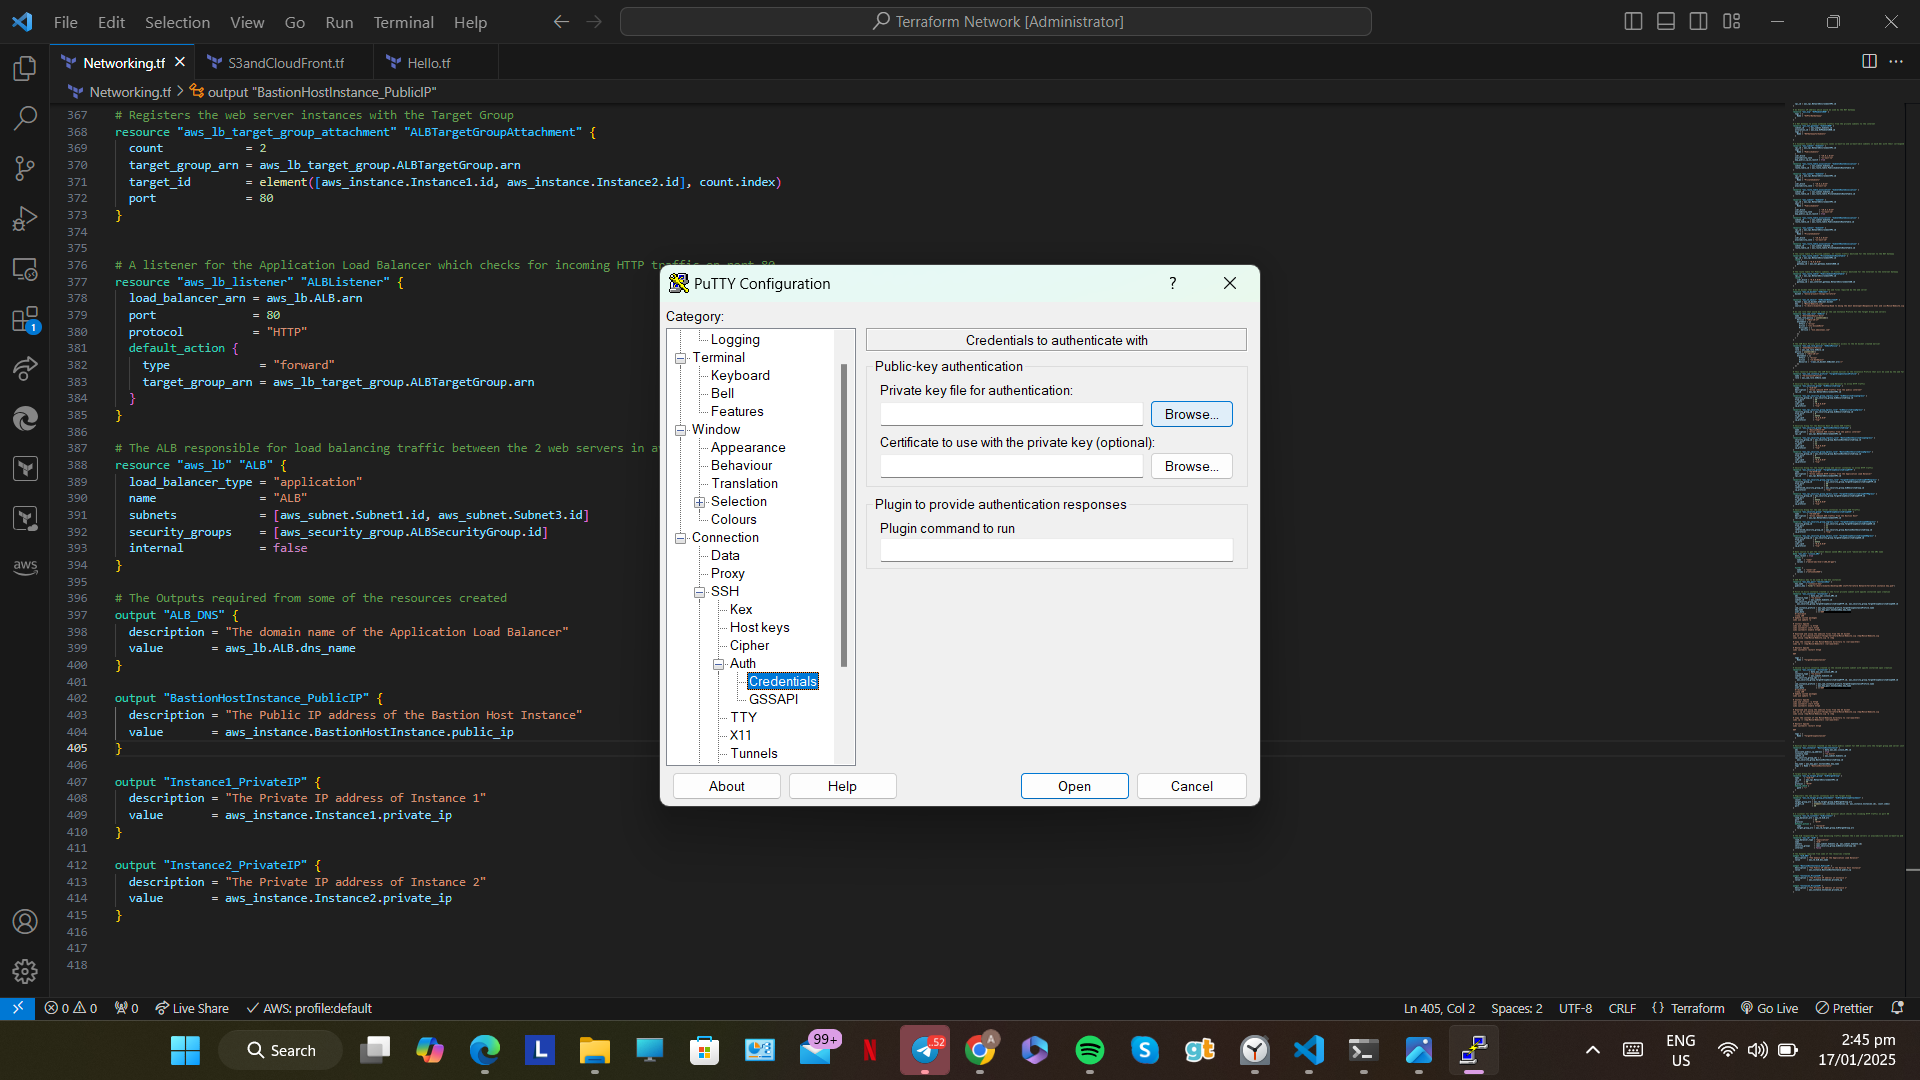 File Edit Selection View Go Run Terminal Help
Terraform Network [Administrator]
Networking.tf
S3andCloudFront.tf
Hello.tf
Networking.tf > output "BastionHostInstance_PublicIP"
367 # Registers the web server instances with the Target Group
368 resource "aws_lb_target_group_attachment" "ALBTargetGroupAttachment" {
369 count = 2
370 target_group_arn = aws_lb_target_group.ALBTargetGroup.arn
371 target_id = element([aws_instance.Instance1.id, aws_instance.Instance2.id], count.index)
372 port = 80
373 }
374
375
376 # A listener for the Application Load Balancer which checks for incoming HTTP traffic on port 80
377 resource "aws_lb_listener" "ALBListener" {
378 load_balancer_arn = aws_lb.ALB.arn
379 port = 80
380 protocol = "HTTP"
381 default_action {
382 type = "forward"
383 target_group_arn = aws_lb_target_group.ALBTargetGroup.arn
384 }
385 }
386
387 # The ALB responsible for load balancing traffic between the 2 web servers in a
388 resource "aws_lb" "ALB" {
389 load_balancer_type = "application"
390 name = "ALB"
391 subnets = [aws_subnet.Subnet1.id, aws_subnet.Subnet3.id]
392 security_groups = [aws_security_group.ALBSecurityGroup.id]
393 internal = false
394 }
395
396 # The Outputs required from some of the resources created
397 output "ALB_DNS" {
398 description = "The domain name of the Application Load Balancer"
399 value = aws_lb.ALB.dns_name
400 }
401
402 output "BastionHostInstance_PublicIP" {
403 description = "The Public IP address of the Bastion Host Instance"
404 value = aws_instance.BastionHostInstance.public_ip
405 }
406
407 output "Instance1_PrivateIP" {
408 description = "The Private IP address of Instance 1"
409 value = aws_instance.Instance1.private_ip
410 }
411
412 output "Instance2_PrivateIP" {
413 description = "The Private IP address of Instance 2"
414 value = aws_instance.Instance2.private_ip
415 }
416
417
418
1
aws
PuTTY Configuration
?
Category:
Logging
Terminal
Keyboard
Bell
Features
Window
Appearance
Behaviour
Translation
Selection
Colours
Connection
Data
Proxy
SSH
Kex
Host keys
Cipher
Auth
Credentials
GSSAPI
TTY
X11
Tunnels
Credentials to authenticate with
Public-key authentication
Private key file for authentication:
Browse...
Certificate to use with the private key (optional):
Browse...
Plugin to provide authentication responses
Plugin command to run
About
Help
Open
Cancel
0 0 0 Live Share AWS: profile:default
Ln 405, Col 2 Spaces: 2 UTF-8 CRLF {} Terraform Go Live Prettier
Search
L
99+
N
..52
A
S
gt
ENG
US
2:45 pm
17/01/2025